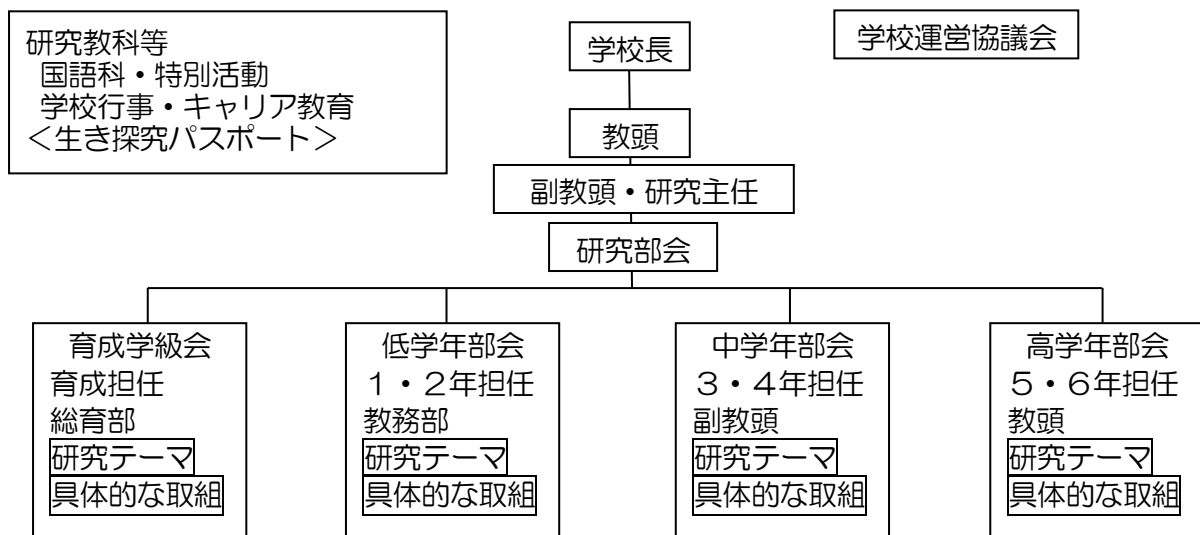 研究教科等
国語科・特別活動
学校行事・キャリア教育
＜生き探究パスポート＞
学校長
学校運営協議会
教頭
副教頭・研究主任
研究部会
育成学級会
育成担任
総育部
研究テーマ
具体的な取組
低学年部会
１・２年担任
教務部
研究テーマ
具体的な取組
中学年部会
３・４年担任
副教頭
研究テーマ
具体的な取組
高学年部会
５・６年担任
教頭
研究テーマ
具体的な取組